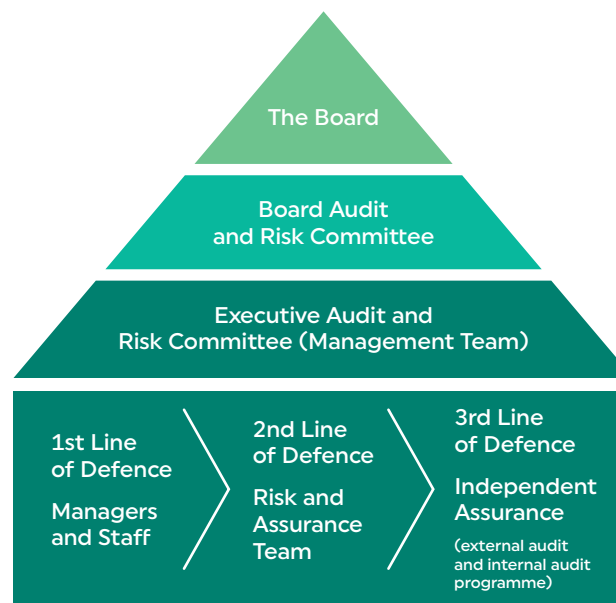 The Board
Board Audit
and Risk Committee
Executive Audit and
Risk Committee (Management Team)
1st Line
of Defence
Managers
and Staff
2nd Line
of Defence
Risk and
Assurance
Team
3rd Line
of Defence
Independent
Assurance
(external audit
and internal audit
programme)